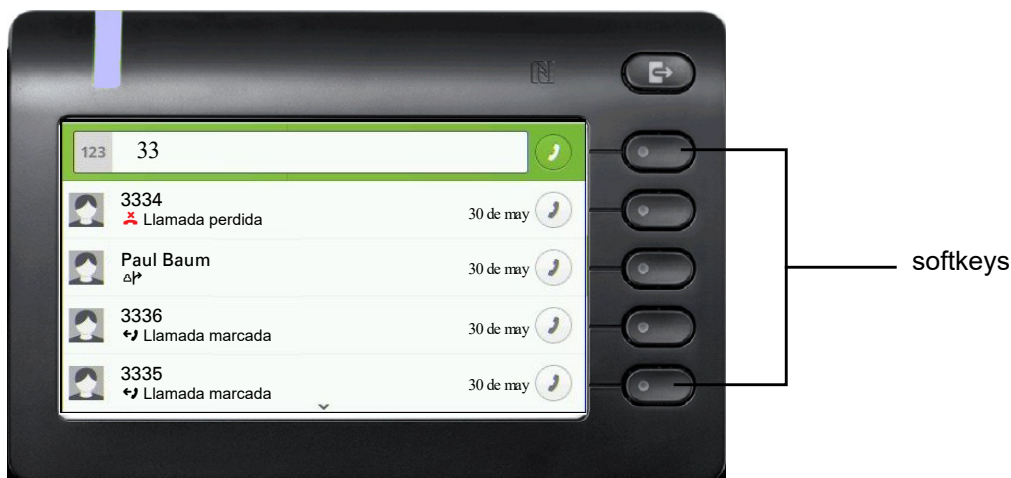 123 33
3334
Llamada perdida
30 de may
Paul Baum
30 de may
3336
Llamada marcada
30 de may
3335
Llamada marcada
30 de may
softkeys